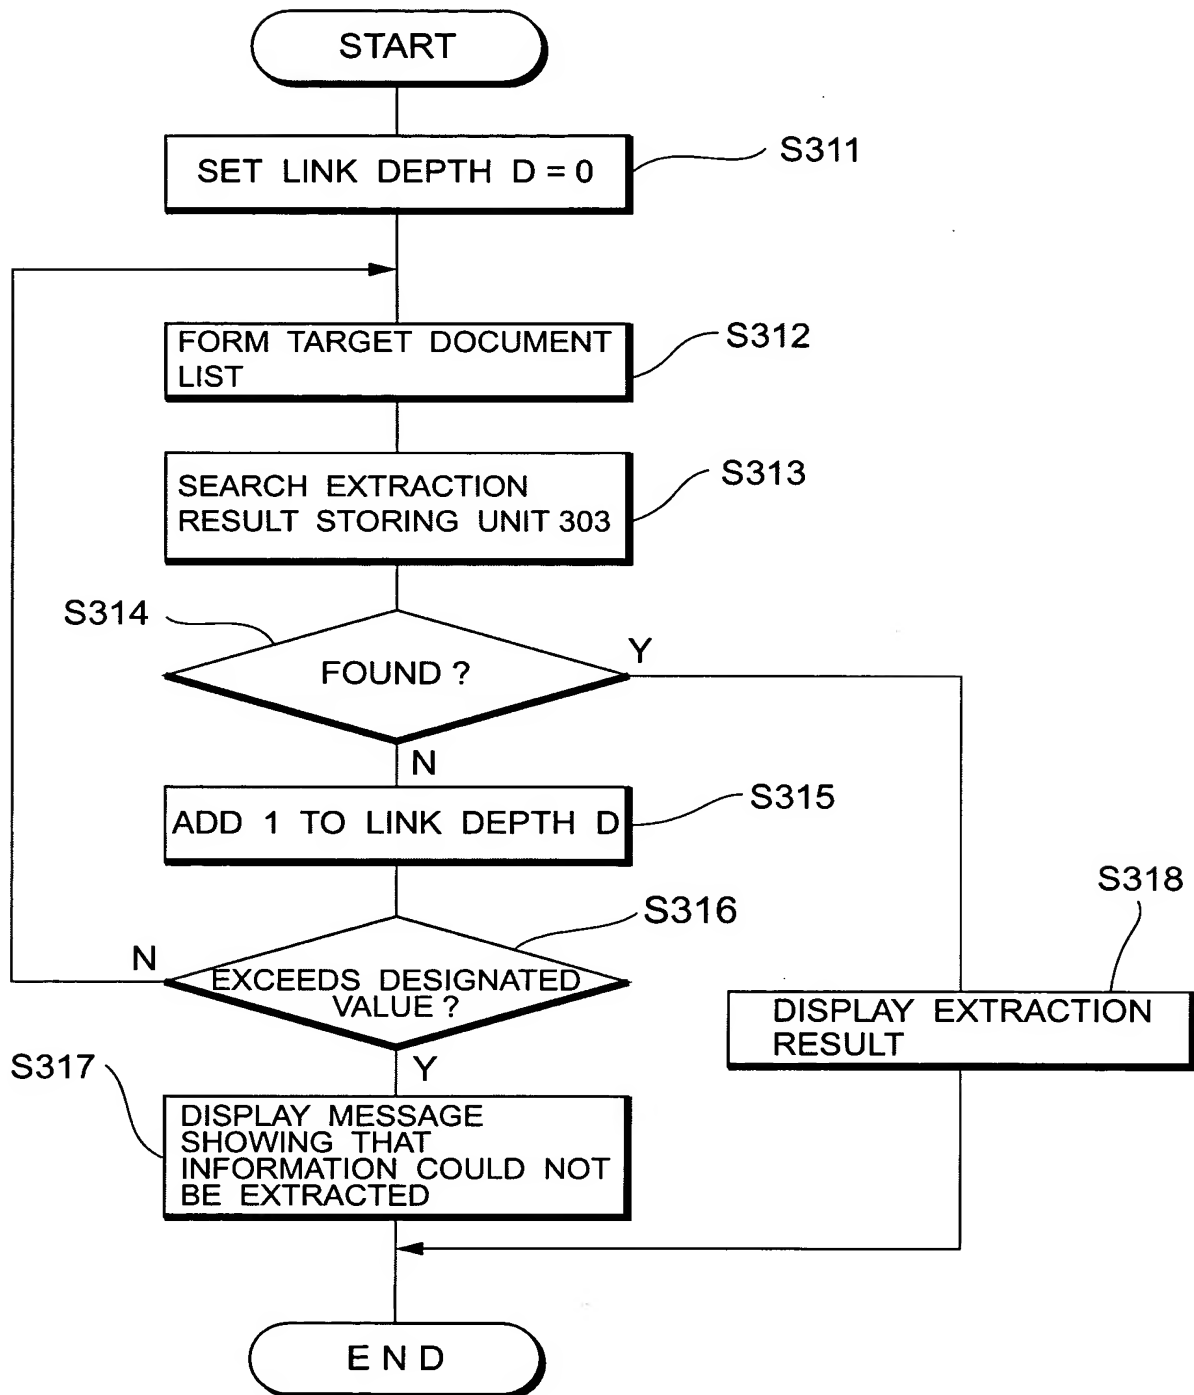 START
SET LINK DEPTH D = 0
S311
FORM TARGET DOCUMENT
LIST
S312
SEARCH EXTRACTION
RESULT STORING UNIT 303
S313
S314
FOUND ?
Y
N
ADD 1 TO LINK DEPTH D
S315
S316
N
EXCEEDS DESIGNATED
VALUE ?
Y
S318
DISPLAY EXTRACTION
RESULT
S317
DISPLAY MESSAGE
SHOWING THAT
INFORMATION COULD NOT
BE EXTRACTED
END